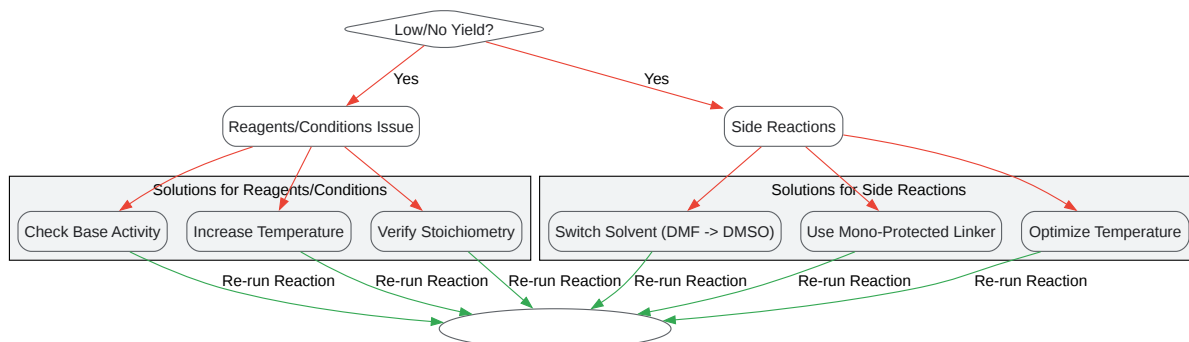 Low/No Yield?
Yes
Yes
Reagents/Conditions Issue
Side Reactions
Solutions for Reagents/Conditions
Solutions for Side Reactions
Check Base Activity
Increase Temperature
Verify Stoichiometry
Switch Solvent (DMF -> DMSO)
Use Mono-Protected Linker
Optimize Temperature
Re-run Reaction
Re-run Reaction
Re-run Reaction
Re-run Reaction
Re-run Reaction
Re-run Reaction